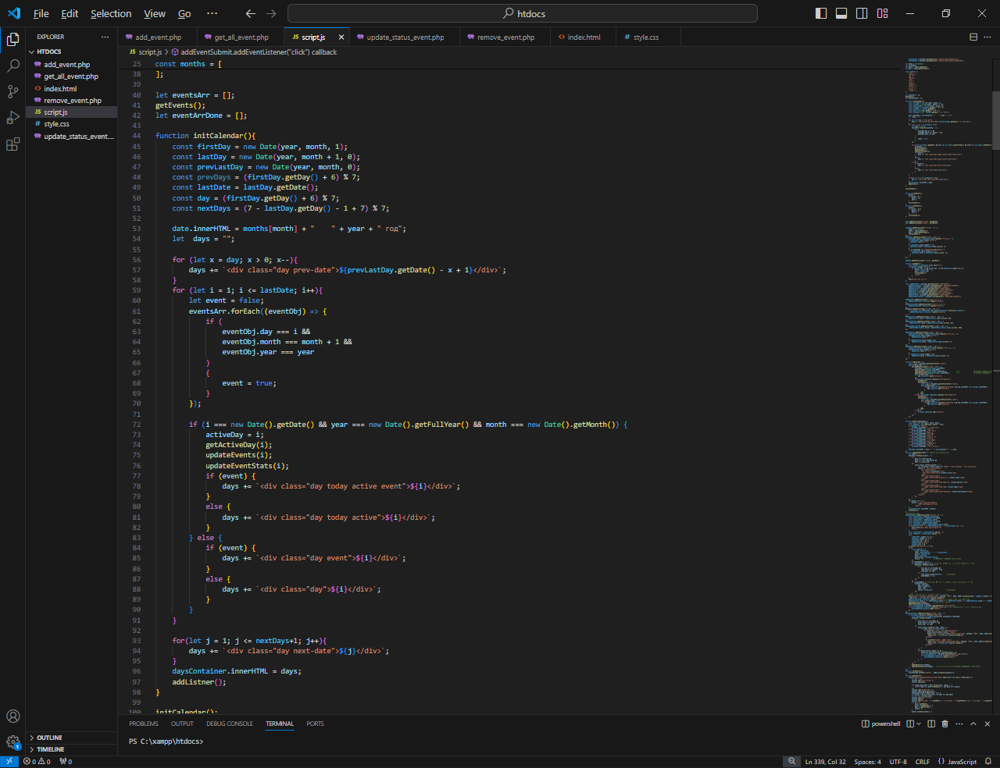 File Edit Selection View Go ··· htdocs
EXPLORER ···
add_event.php get_all_event.php JS script.js update_status_event.php remove_event.php index.html # style.css ···
HTDOCS
add_event.php
get_all_event.php
index.html
remove_event.php
JS script.js
# style.css
update_status_event....
OUTLINE
TIMELINE
JS script.js > addEventSubmit.addEventListener("click") callback
25 const months = [
38 ];
39
40 let eventsArr = [];
41 getEvents();
42 let eventArrDone = [];
43
44 function initCalendar(){
45 const firstDay = new Date(year, month, 1);
46 const lastDay = new Date(year, month + 1, 0);
47 const prevLastDay = new Date(year, month, 0);
48 const prevDays = (firstDay.getDay() + 6) % 7;
49 const lastDate = lastDay.getDate();
50 const day = (firstDay.getDay() + 6) % 7;
51 const nextDays = (7 - lastDay.getDay() - 1 + 7) % 7;
52
53 date.innerHTML = months[month] + "    " + year + " год";
54 let  days = "";
55
56 for (let x = day; x > 0; x--){
57 days += `<div class="day prev-date">${prevLastDay.getDate() - x + 1}</div>`;
58 }
59 for (let i = 1; i <= lastDate; i++){
60 let event = false;
61 eventsArr.forEach((eventObj) => {
62 if (
63 eventObj.day === i &&
64 eventObj.month === month + 1 &&
65 eventObj.year === year
66 )
67 {
68 event = true;
69 }
70 });
71
72 if (i === new Date().getDate() && year === new Date().getFullYear() && month === new Date().getMonth()) {
73 activeDay = i;
74 getActiveDay(i);
75 updateEvents(i);
76 updateEventStats(i);
77 if (event) {
78 days += `<div class="day today active event">${i}</div>`;
79 }
80 else {
81 days += `<div class="day today active">${i}</div>`;
82 }
83 } else {
84 if (event) {
85 days += `<div class="day event">${i}</div>`;
86 }
87 else {
88 days += `<div class="day">${i}</div>`;
89 }
90 }
91 }
92
93 for(let j = 1; j <= nextDays+1; j++){
94 days += `<div class="day next-date">${j}</div>`;
95 }
96 daysContainer.innerHTML = days;
97 addListner();
98 }
99
100 initCalendar();
PROBLEMS OUTPUT DEBUG CONSOLE TERMINAL PORTS powershell ···
PS C:\xampp\htdocs>
1
0 0 0 Ln 339, Col 32 Spaces: 4 UTF-8 CRLF {} JavaScript